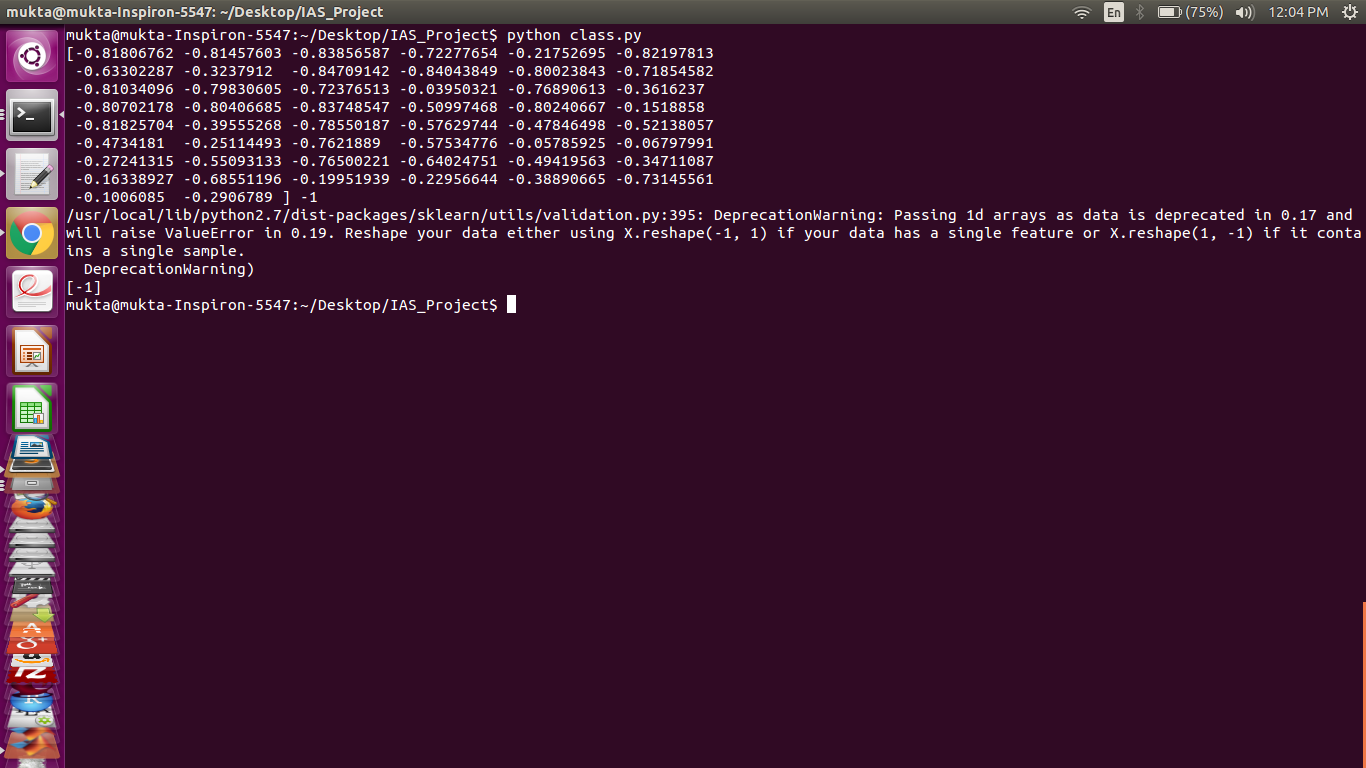 mukta@mukta-Inspiron-5547: ~/Desktop/IAS_Project
En
(75%)
12:04 PM
mukta@mukta-Inspiron-5547:~/Desktop/IAS_Project$ python class.py
[-0.81806762 -0.81457603 -0.83856587 -0.72277654 -0.21752695 -0.82197813
 -0.63302287 -0.3237912  -0.84709142 -0.84043849 -0.80023843 -0.71854582
 -0.81034096 -0.79830605 -0.72376513 -0.03950321 -0.76890613 -0.3616237
 -0.80702178 -0.80406685 -0.83748547 -0.50997468 -0.80240667 -0.1518858
 -0.81825704 -0.39555268 -0.78550187 -0.57629744 -0.47846498 -0.52138057
 -0.4734181  -0.25114493 -0.7621889  -0.57534776 -0.05785925 -0.06797991
 -0.27241315 -0.55093133 -0.76500221 -0.64024751 -0.49419563 -0.34711087
 -0.16338927 -0.68551196 -0.19951939 -0.22956644 -0.38890665 -0.73145561
 -0.1006085  -0.2906789 ] -1
/usr/local/lib/python2.7/dist-packages/sklearn/utils/validation.py:395: DeprecationWarning: Passing 1d arrays as data is deprecated in 0.17 and
will raise ValueError in 0.19. Reshape your data either using X.reshape(-1, 1) if your data has a single feature or X.reshape(1, -1) if it conta
ins a single sample.
  DeprecationWarning)
[-1]
mukta@mukta-Inspiron-5547:~/Desktop/IAS_Project$